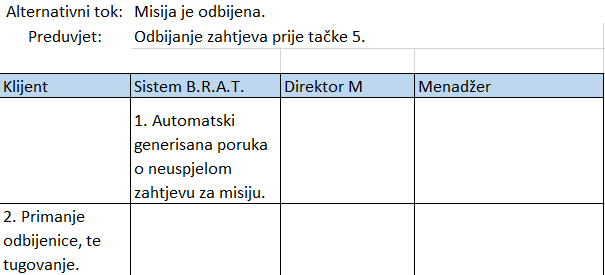 Alternativni tok: Misija je odbijena.
Preduvjet: Odbijanje zahtjeva prije tačke 5.
Klijent Sistem B.R.A.T. Direktor M Menadžer
1. Automatski
generisana poruka
o neuspjelom
zahtjevu za misiju.
2. Primanje
odbijenice, te
tugovanje.